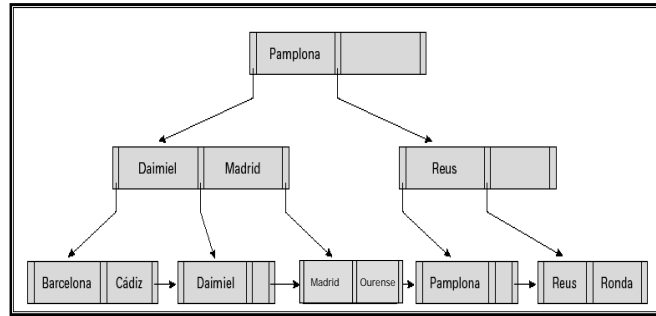 Pamplona
Daimiel Madrid Reus
Barcelona Cádiz Daimiel Madrid Ourense Pamplona Reus Ronda